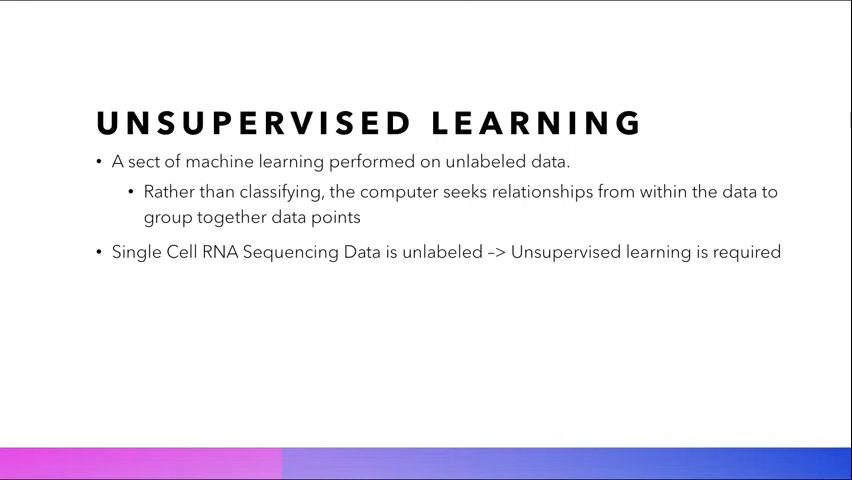 UNSUPERVISED LEARNING
• A sect of machine learning performed on unlabeled data.
• Rather than classifying, the computer seeks relationships from within the data to
group together data points
• Single Cell RNA Sequencing Data is unlabeled –> Unsupervised learning is required